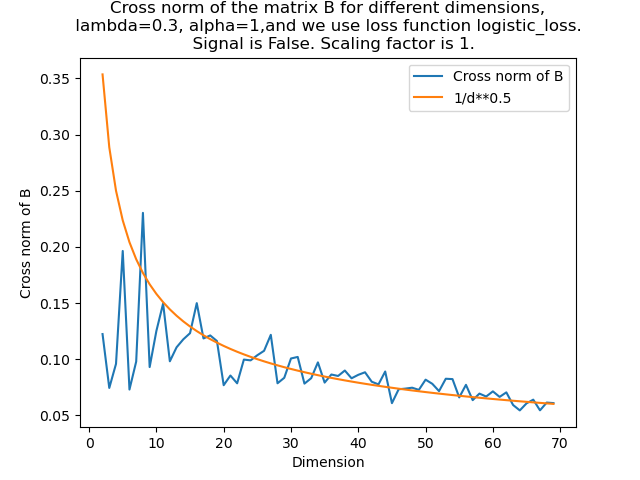 Cross norm of the matrix B for different dimensions,
lambda=0.3, alpha=1,and we use loss function logistic_loss.
Signal is False. Scaling factor is 1.
Cross norm of B
1/d**0.5
Cross norm of B
0.35
0.30
0.25
0.20
0.15
0.10
0.05
0 10 20 30 40 50 60 70
Dimension